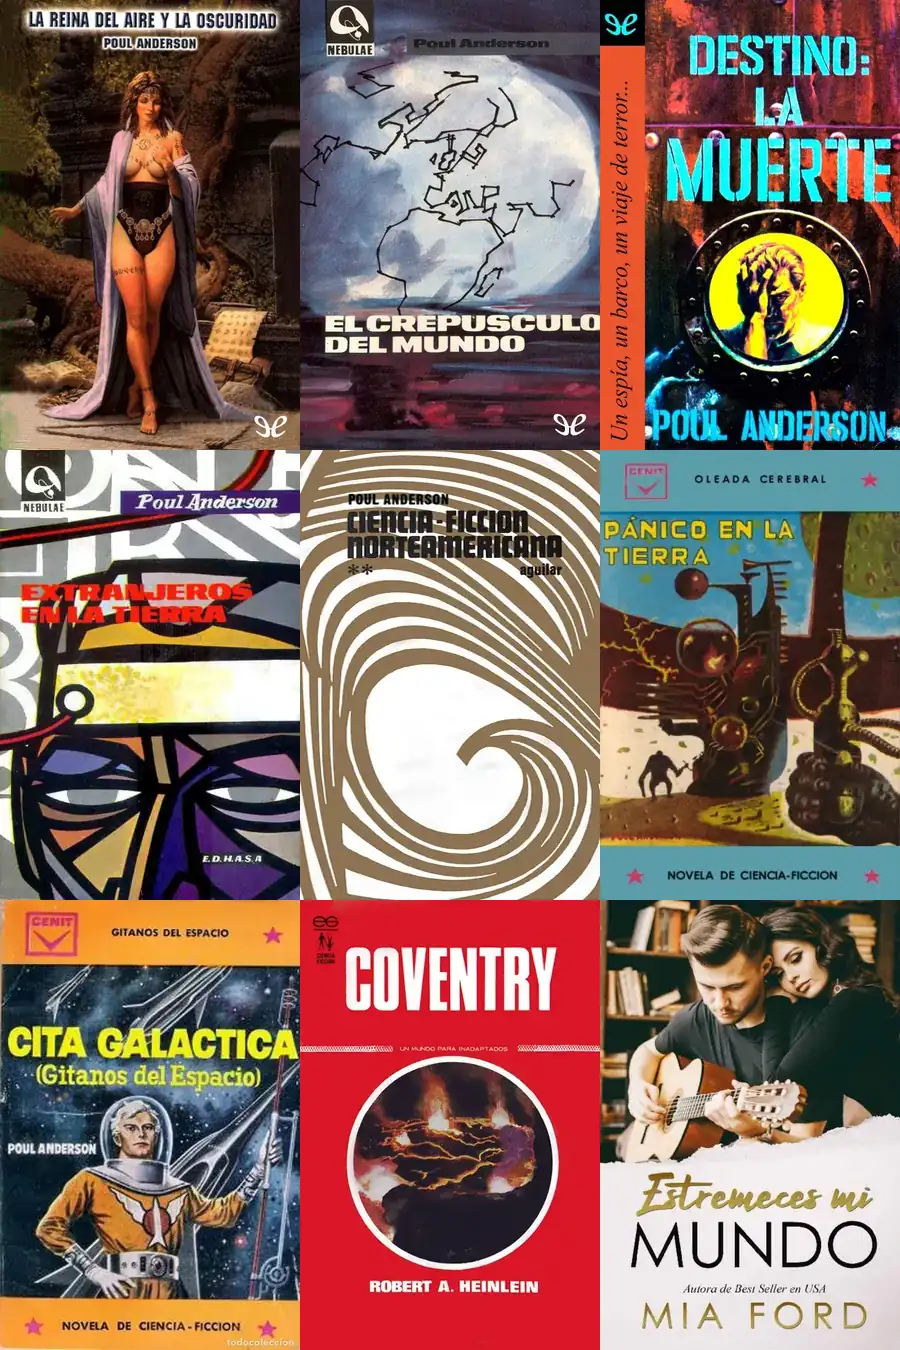 LA REINA DEL AIRE Y LA OSCURIDAD
POUL ANDERSON
NEBULAE
Poul Anderson
EL CREPUSCULO
DEL MUNDO
Un espía, un barco, un viaje de terror...
DESTINO:
LA
MUERTE
POUL ANDERSON
NEBULAE
Poul Anderson
EXTRANJEROS
EN LA TIERRA
E.D.H.A.S.A
POUL ANDERSON
CIENCIA-FICCION
NORTEAMERICANA
** aguilar
CENIT
OLEADA CEREBRAL
PÁNICO EN LA
TIERRA
NOVELA DE CIENCIA-FICCION
CENIT
GITANOS DEL ESPACIO
CITA GALACTICA
(Gitanos del Espacio)
POUL ANDERSON
NOVELA DE CIENCIA-FICCION
todocoleccion
CIENCIA
FICCION
COVENTRY
UN MUNDO PARA INADAPTADOS
ROBERT A. HEINLEIN
Estremeces mi
MUNDO
Autora de Best Seller en USA
MIA FORD